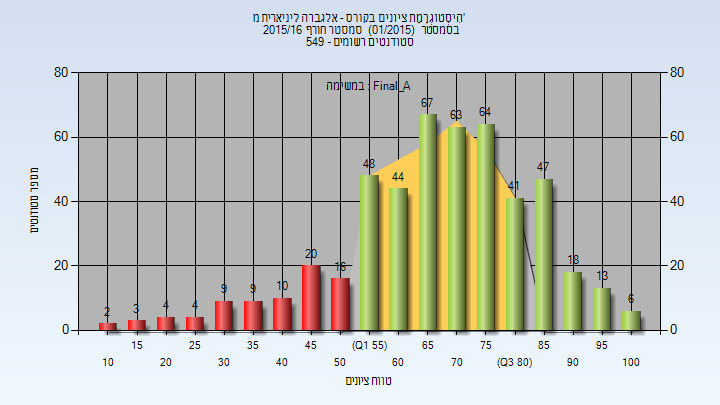 היסטוגרמת ציונים בקורס - אלגברה ליניארית מ'
בסמסטר (01/2015) סמסטר חורף 2015/16
סטודנטים רשומים - 549
במשימה : Final_A
80 80
60 60
40 40
20 20
0 0
מספר סטודנטים
2 3 4 4 9 9 10 20 16 48 44 67 63 64 41 47 18 13 6
15 25 35 45 (Q1 55) 65 75 85 95
10 20 30 40 50 60 70 (Q3 80) 90 100
טווח ציונים